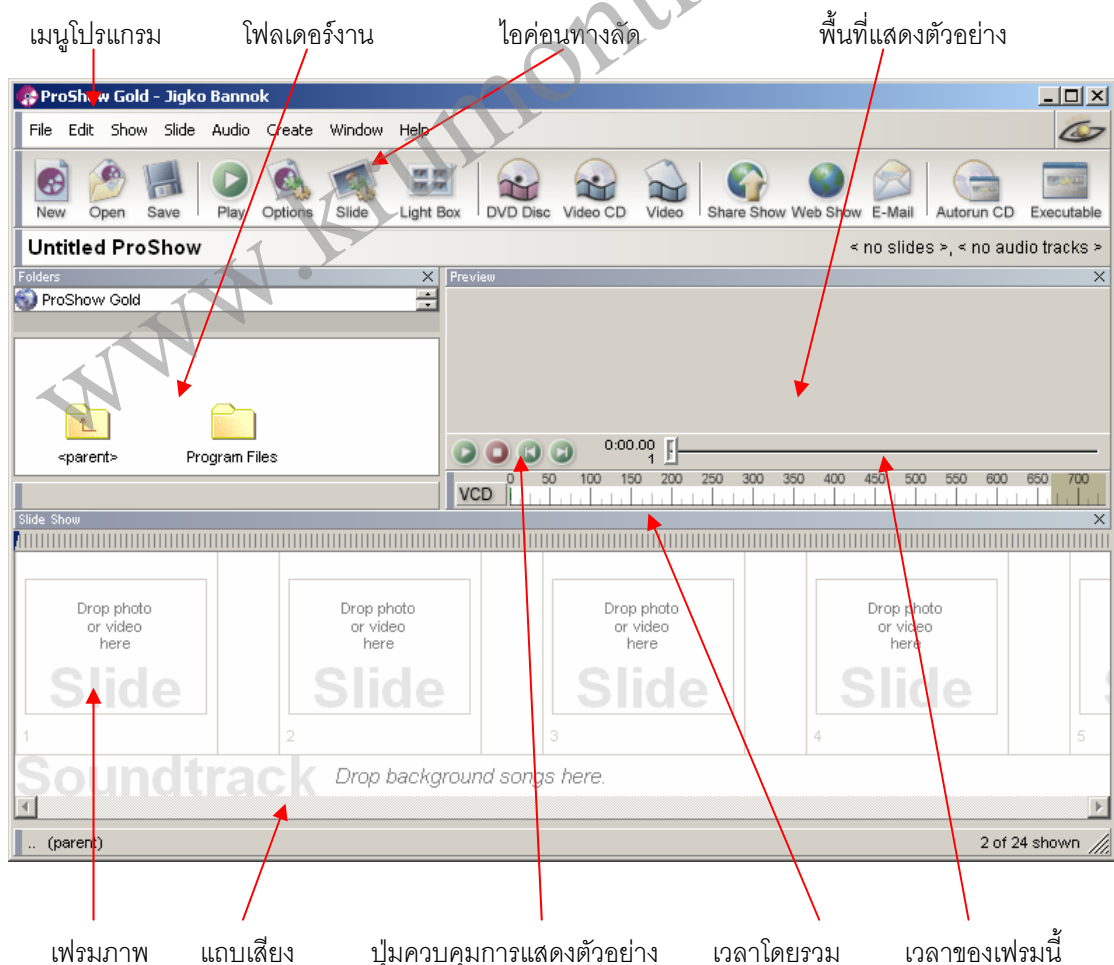 เมนูโปรแกรม โฟลเดอร์งาน ไอค่อนทางลัด พื้นที่แสดงตัวอย่าง
ProShow Gold - Jigko Bannok
File Edit Show Slide Audio Create Window Help
New Open Save Play Options Slide Light Box DVD Disc Video CD Video Share Show Web Show E-Mail Autorun CD Executable
Untitled ProShow < no slides >, < no audio tracks >
Folders Preview
ProShow Gold
<parent> Program Files
0:00.00
1
VCD 0 50 100 150 200 250 300 350 400 450 500 550 600 650 700
Slide Show
Drop photo or video here Drop photo or video here Drop photo or video here Drop photo or video here
Slide Slide Slide Slide
1 2 3 4 5
Soundtrack Drop background songs here.
.. (parent) 2 of 24 shown
เฟรมภาพ แถบเสียง ปุ่มควบคุมการแสดงตัวอย่าง เวลาโดยรวม เวลาของเฟรมนี้